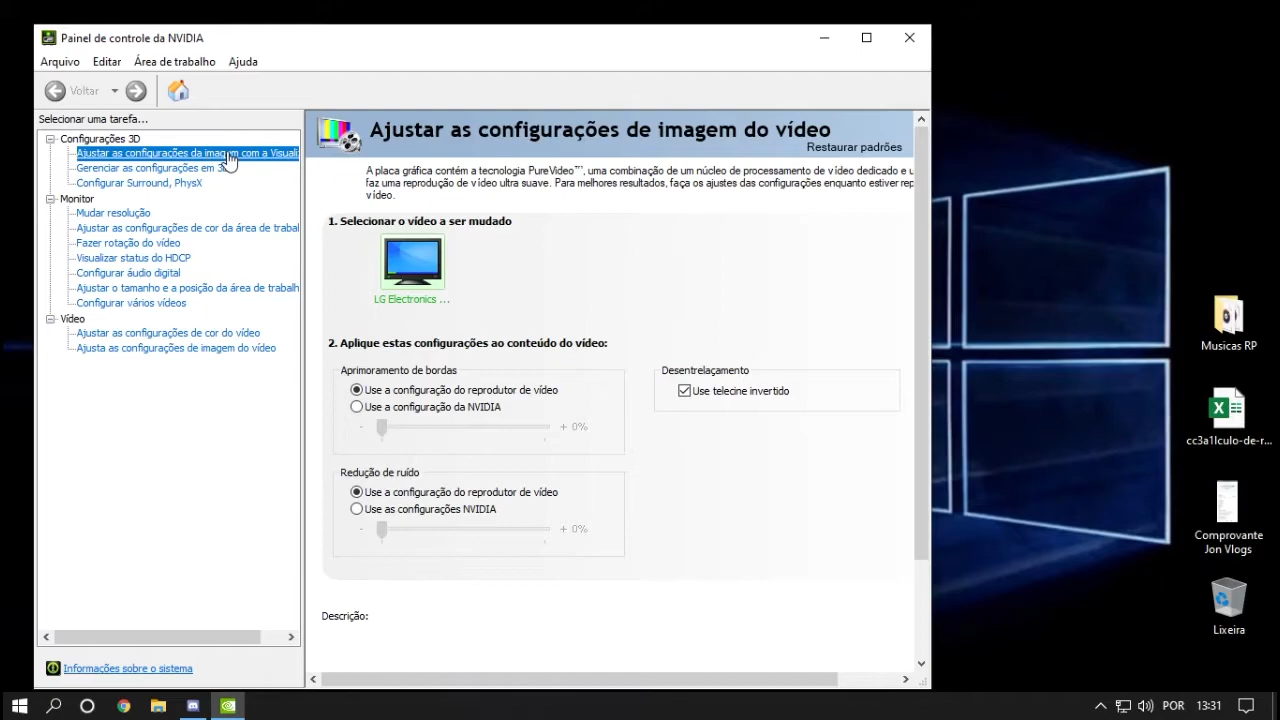 Painel de controle da NVIDIA
Arquivo Editar Área de trabalho Ajuda
Voltar
Selecionar uma tarefa...
Configurações 3D
Ajustar as configurações da imagem com a Visuali
Gerenciar as configurações em 3
Configurar Surround, PhysX
Monitor
Mudar resolução
Ajustar as configurações de cor da área de trabal
Fazer rotação do vídeo
Visualizar status do HDCP
Configurar áudio digital
Ajustar o tamanho e a posição da área de trabalh
Configurar vários vídeos
Vídeo
Ajustar as configurações de cor do vídeo
Ajusta as configurações de imagem do vídeo
Informações sobre o sistema
Ajustar as configurações de imagem do vídeo
Restaurar padrões
A placa gráfica contém a tecnologia PureVideo™, uma combinação de um núcleo de processamento de vídeo dedicado e u
faz uma reprodução de vídeo ultra suave. Para melhores resultados, faça os ajustes das configurações enquanto estiver rep
vídeo.
1. Selecionar o vídeo a ser mudado
LG Electronics ...
2. Aplique estas configurações ao conteúdo do vídeo:
Aprimoramento de bordas
Use a configuração do reprodutor de vídeo
Use a configuração da NVIDIA
- + 0%
Desentrelaçamento
Use telecine invertido
Redução de ruído
Use a configuração do reprodutor de vídeo
Use as configurações NVIDIA
- + 0%
Descrição:
Musicas RP
cc3a1lculo-de-r...
Comprovante
Jon Vlogs
Lixeira
POR 13:31